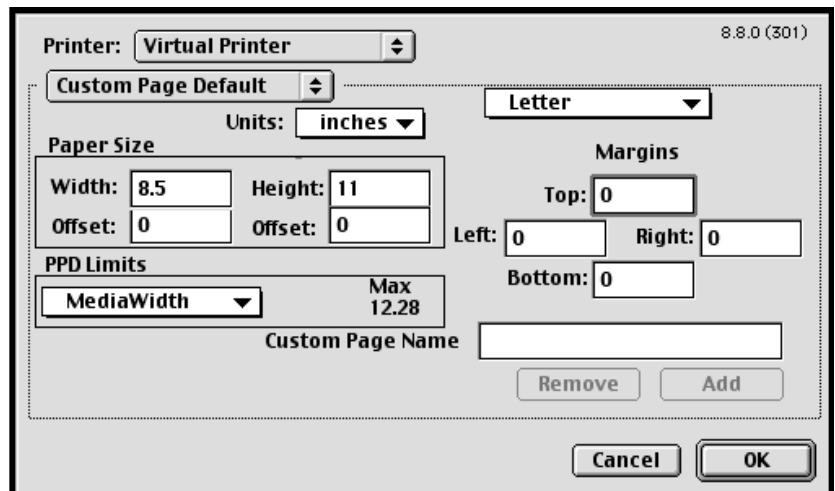 8.8.0 (301)
Printer: Virtual Printer
Custom Page Default
Letter
Units: inches
Paper Size
Margins
Width: 8.5 Height: 11
Top: 0
Offset: 0 Offset: 0
Left: 0 Right: 0
PPD Limits
Bottom: 0
MediaWidth
Max
12.28
Custom Page Name
Remove Add
Cancel OK